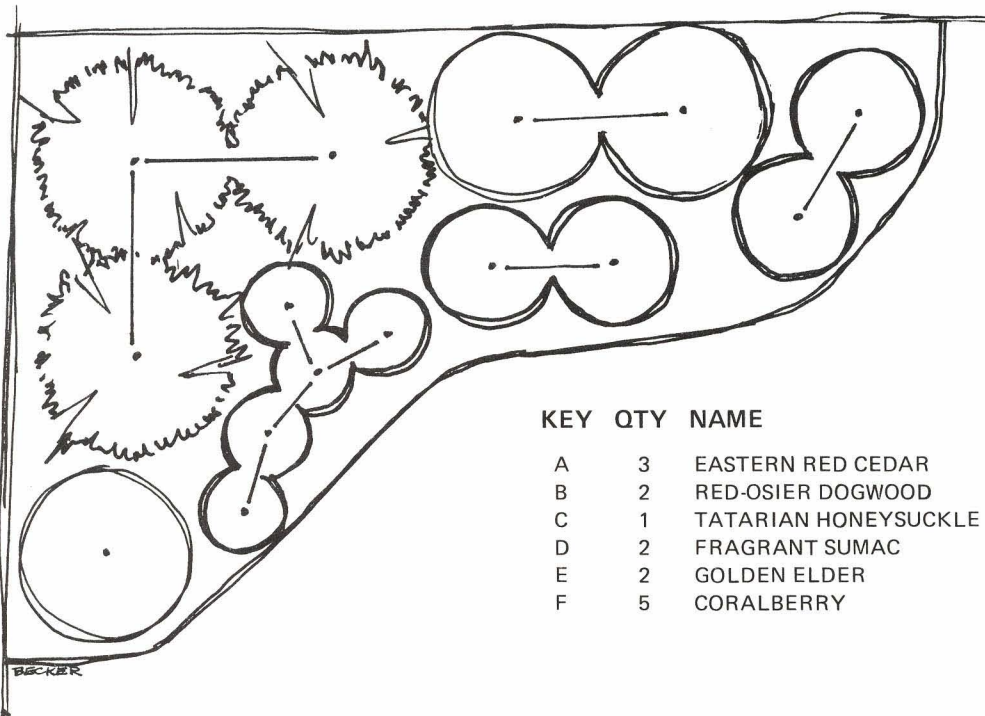 KEY QTY NAME
A 3 EASTERN RED CEDAR
B 2 RED-OSIER DOGWOOD
C 1 TATARIAN HONEYSUCKLE
D 2 FRAGRANT SUMAC
E 2 GOLDEN ELDER
F 5 CORALBERRY
BECKER